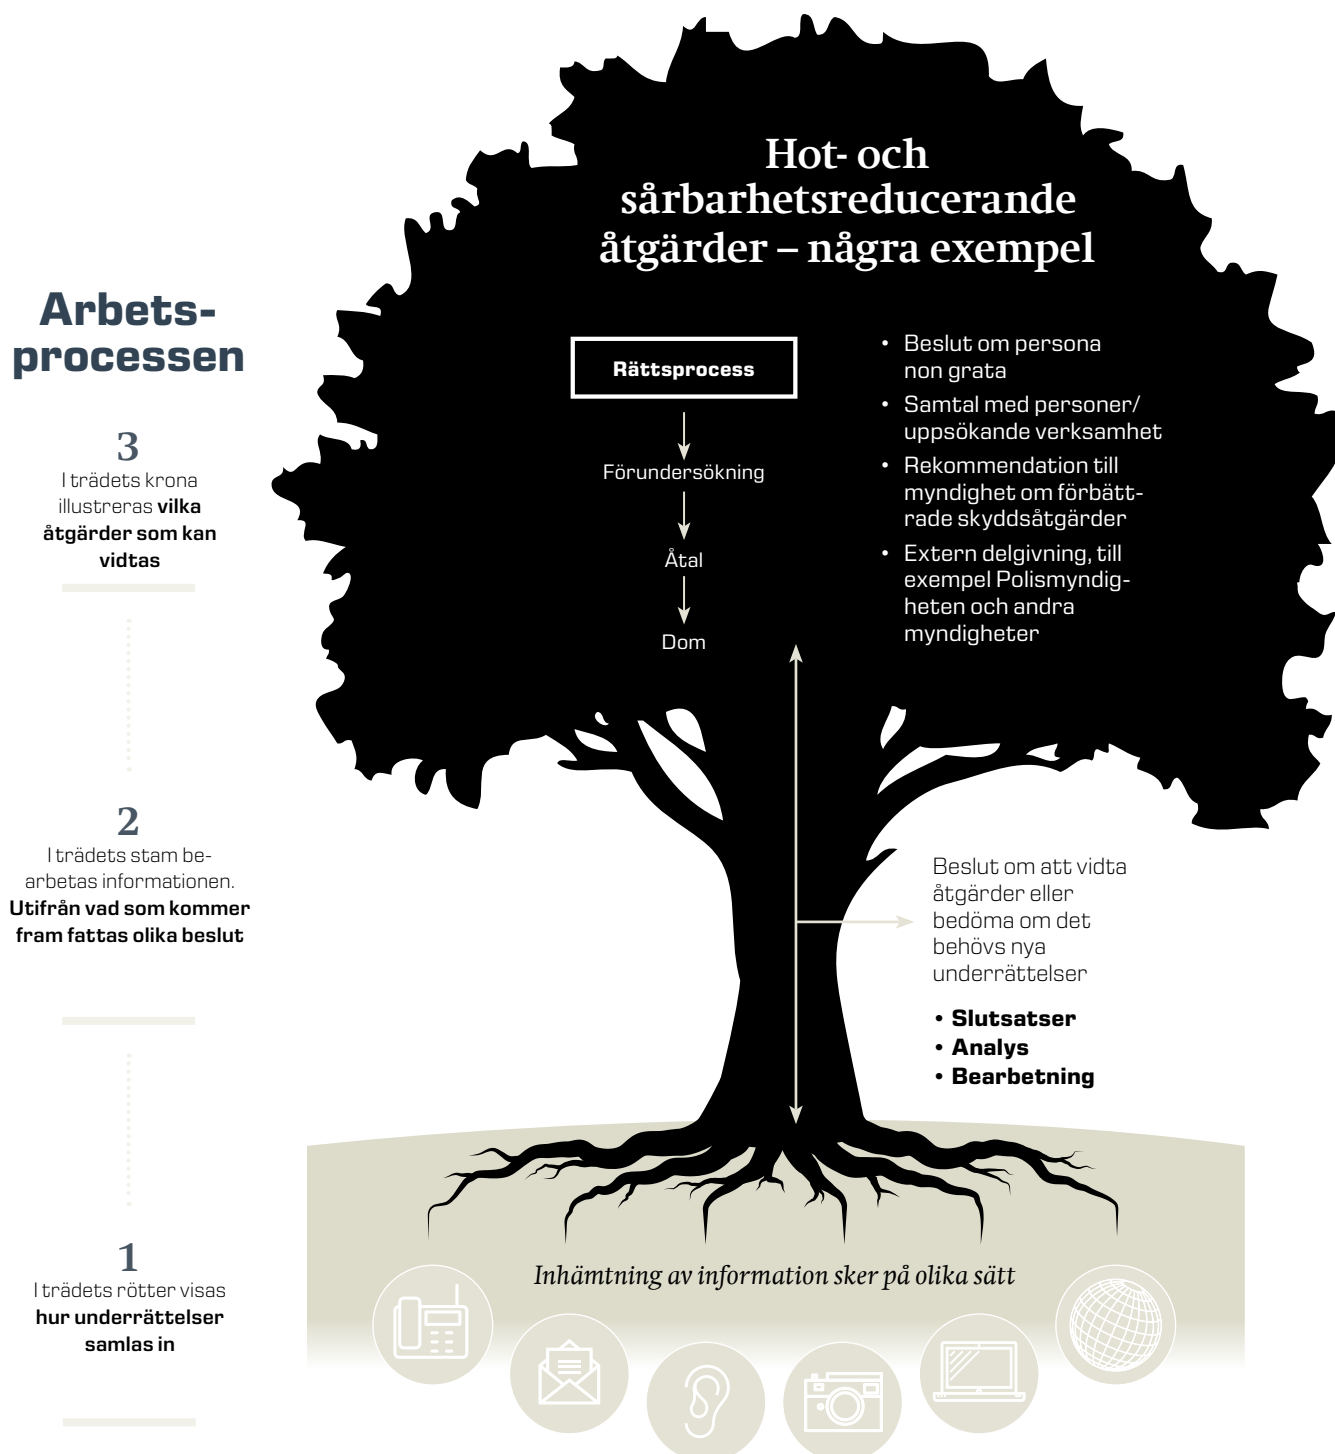 Arbets-
processen
3
I trädets krona
illustreras vilka
åtgärder som kan
vidtas
2
I trädets stam be-
arbetas informationen.
Utifrån vad som kommer
fram fattas olika beslut
1
I trädets rötter visas
hur underrättelser
samlas in
Hot- och
sårbarhetsreducerande
åtgärder – några exempel
Rättsprocess
Förundersökning
Åtal
Dom
• Beslut om persona
non grata
• Samtal med personer/
uppsökande verksamhet
• Rekommendation till
myndighet om förbätt-
rade skyddsåtgärder
• Extern delgivning, till
exempel Polismyndig-
heten och andra
myndigheter
Beslut om att vidta
åtgärder eller
bedöma om det
behövs nya
underrättelser
• Slutsatser
• Analys
• Bearbetning
Inhämtning av information sker på olika sätt